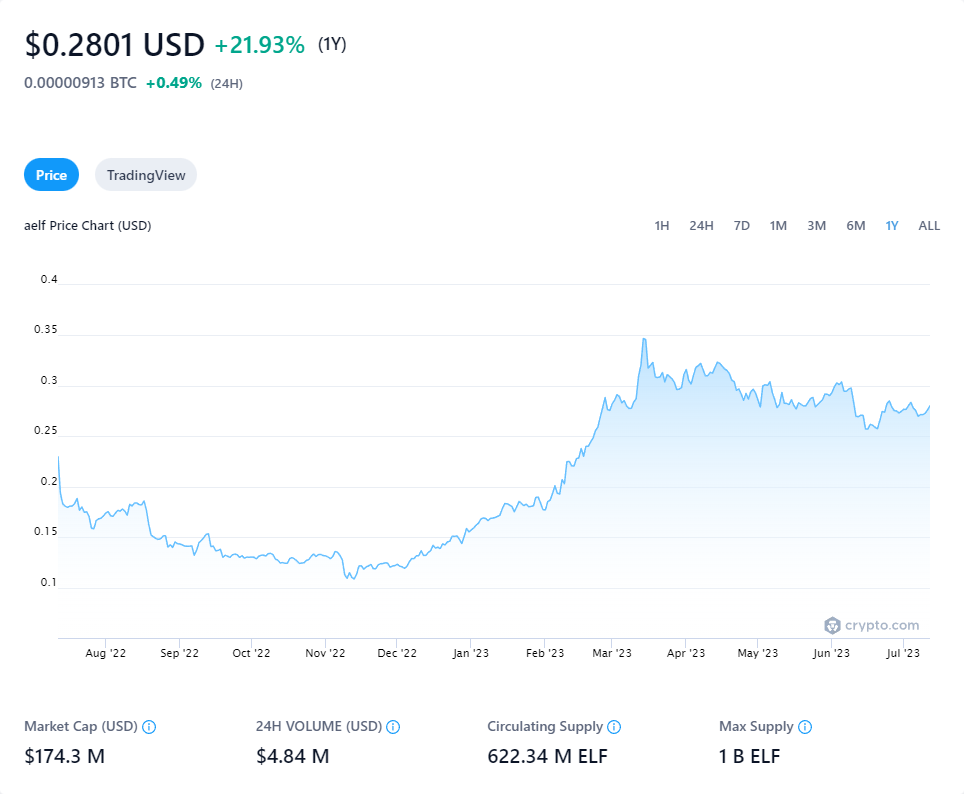 $0.2801 USD +21.93% (1Y)
0.00000913 BTC +0.49% (24H)
Price TradingView
aelf Price Chart (USD) 1H 24H 7D 1M 3M 6M 1Y ALL
0.4
0.35
0.3
0.25
0.2
0.15
0.1
crypto.com
Aug '22 Sep '22 Oct '22 Nov '22 Dec '22 Jan '23 Feb '23 Mar '23 Apr '23 May '23 Jun '23 Jul '23
Market Cap (USD) 24H VOLUME (USD) Circulating Supply Max Supply
$174.3 M $4.84 M 622.34 M ELF 1 B ELF